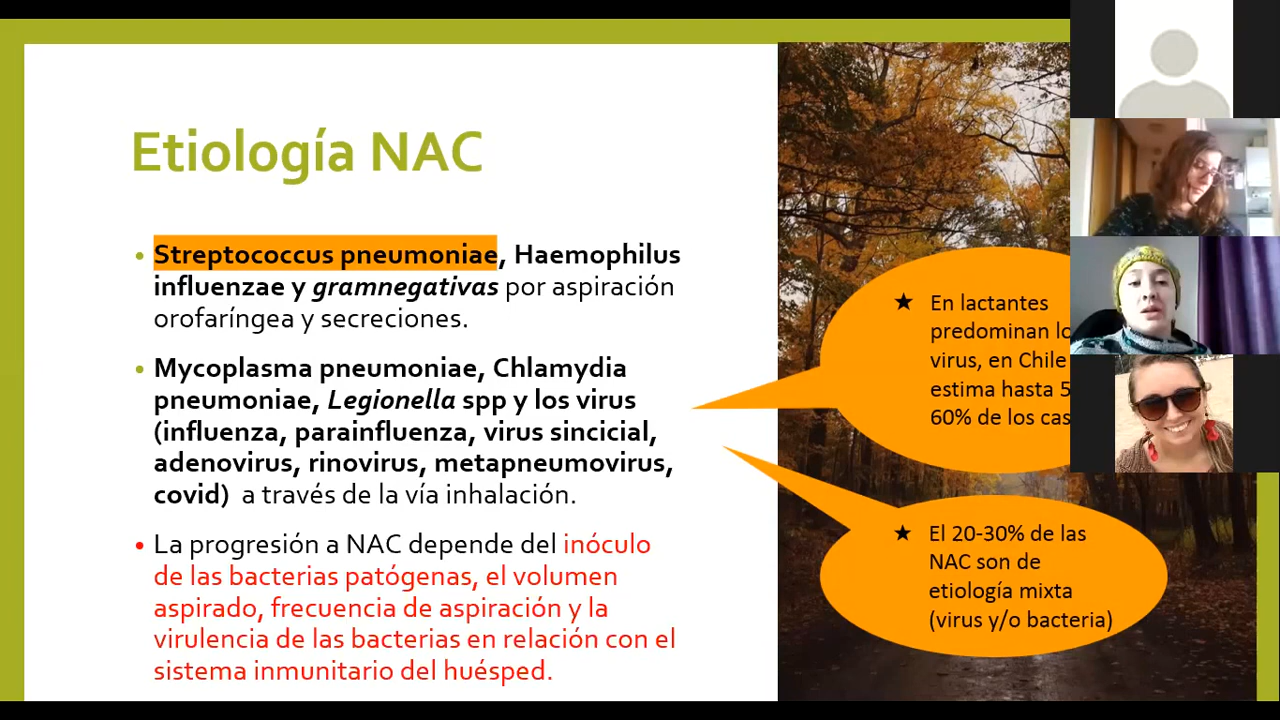 Etiología NAC
Streptococcus pneumoniae, Haemophilus
influenzae y gramnegativas por aspiración
orofaríngea y secreciones.
Mycoplasma pneumoniae, Chlamydia
pneumoniae, Legionella spp y los virus
(influenza, parainfluenza, virus sincicial,
adenovirus, rinovirus, metapneumovirus,
covid) a través de la vía inhalación.
La progresión a NAC depende del inóculo
de las bacterias patógenas, el volumen
aspirado, frecuencia de aspiración y la
virulencia de las bacterias en relación con el
sistema inmunitario del huésped.
En lactantes
predominan
virus, en Chile
estima hasta
60% de los
El 20-30% de las
NAC son de
etiología mixta
(virus y/o bacteria)